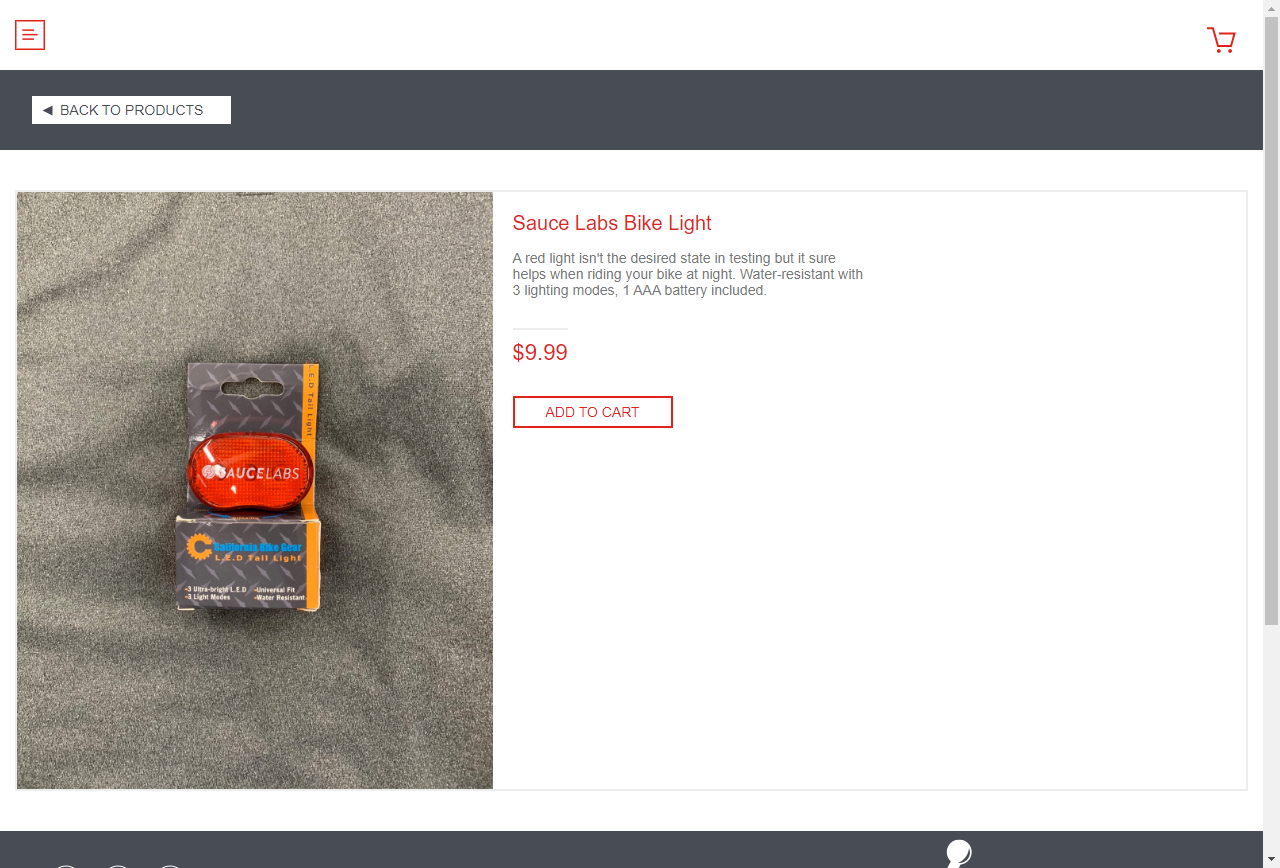 ◄ BACK TO PRODUCTS
Sauce Labs Bike Light
A red light isn't the desired state in testing but it sure
helps when riding your bike at night. Water-resistant with
3 lighting modes, 1 AAA battery included.
$9.99
ADD TO CART
L.E.D Tail Light
SAUCELABS
California Bike Gear
L.E.D Tail Light
-3 Ultra-bright L.E.D -Universal Fit
-3 Light Modes -Water Resistant